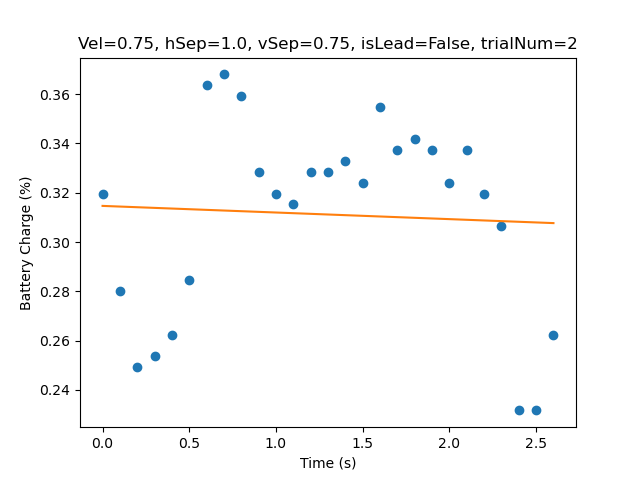 Vel=0.75, hSep=1.0, vSep=0.75, isLead=False, trialNum=2
Battery Charge (%)
0.36
0.34
0.32
0.30
0.28
0.26
0.24
0.0 0.5 1.0 1.5 2.0 2.5
Time (s)